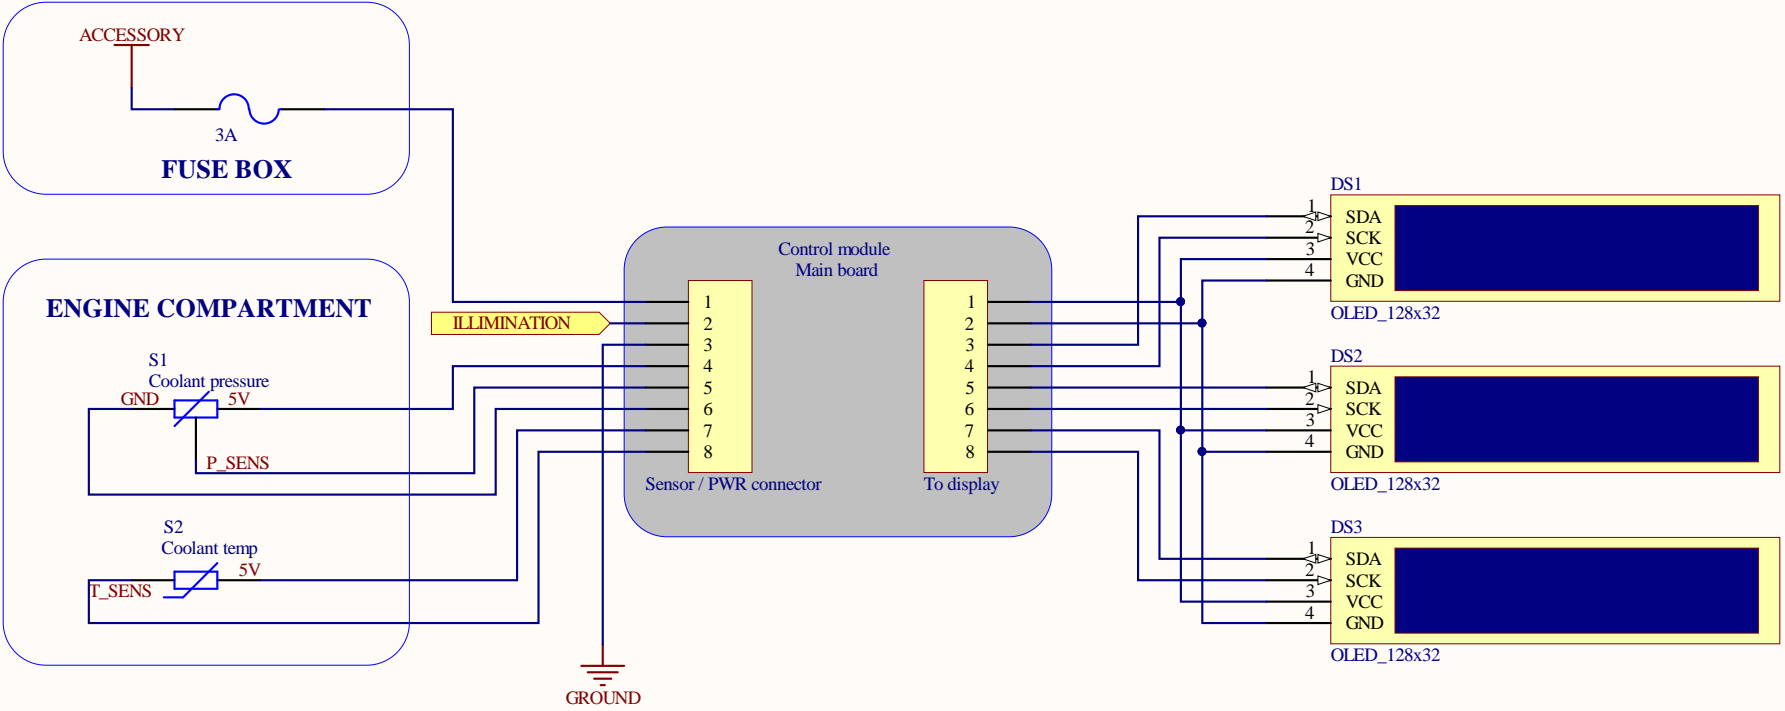 ACCESSORY
3A
FUSE BOX
ENGINE COMPARTMENT
S1
Coolant pressure
GND
5V
P_SENS
S2
Coolant temp
5V
T_SENS
ILLIMINATION
GROUND
Control module
Main board
1
2
3
4
5
6
7
8
Sensor / PWR connector
1
2
3
4
5
6
7
8
To display
DS1
1 SDA
2 SCK
3 VCC
4 GND
OLED_128x32
DS2
1 SDA
2 SCK
3 VCC
4 GND
OLED_128x32
DS3
1 SDA
2 SCK
3 VCC
4 GND
OLED_128x32